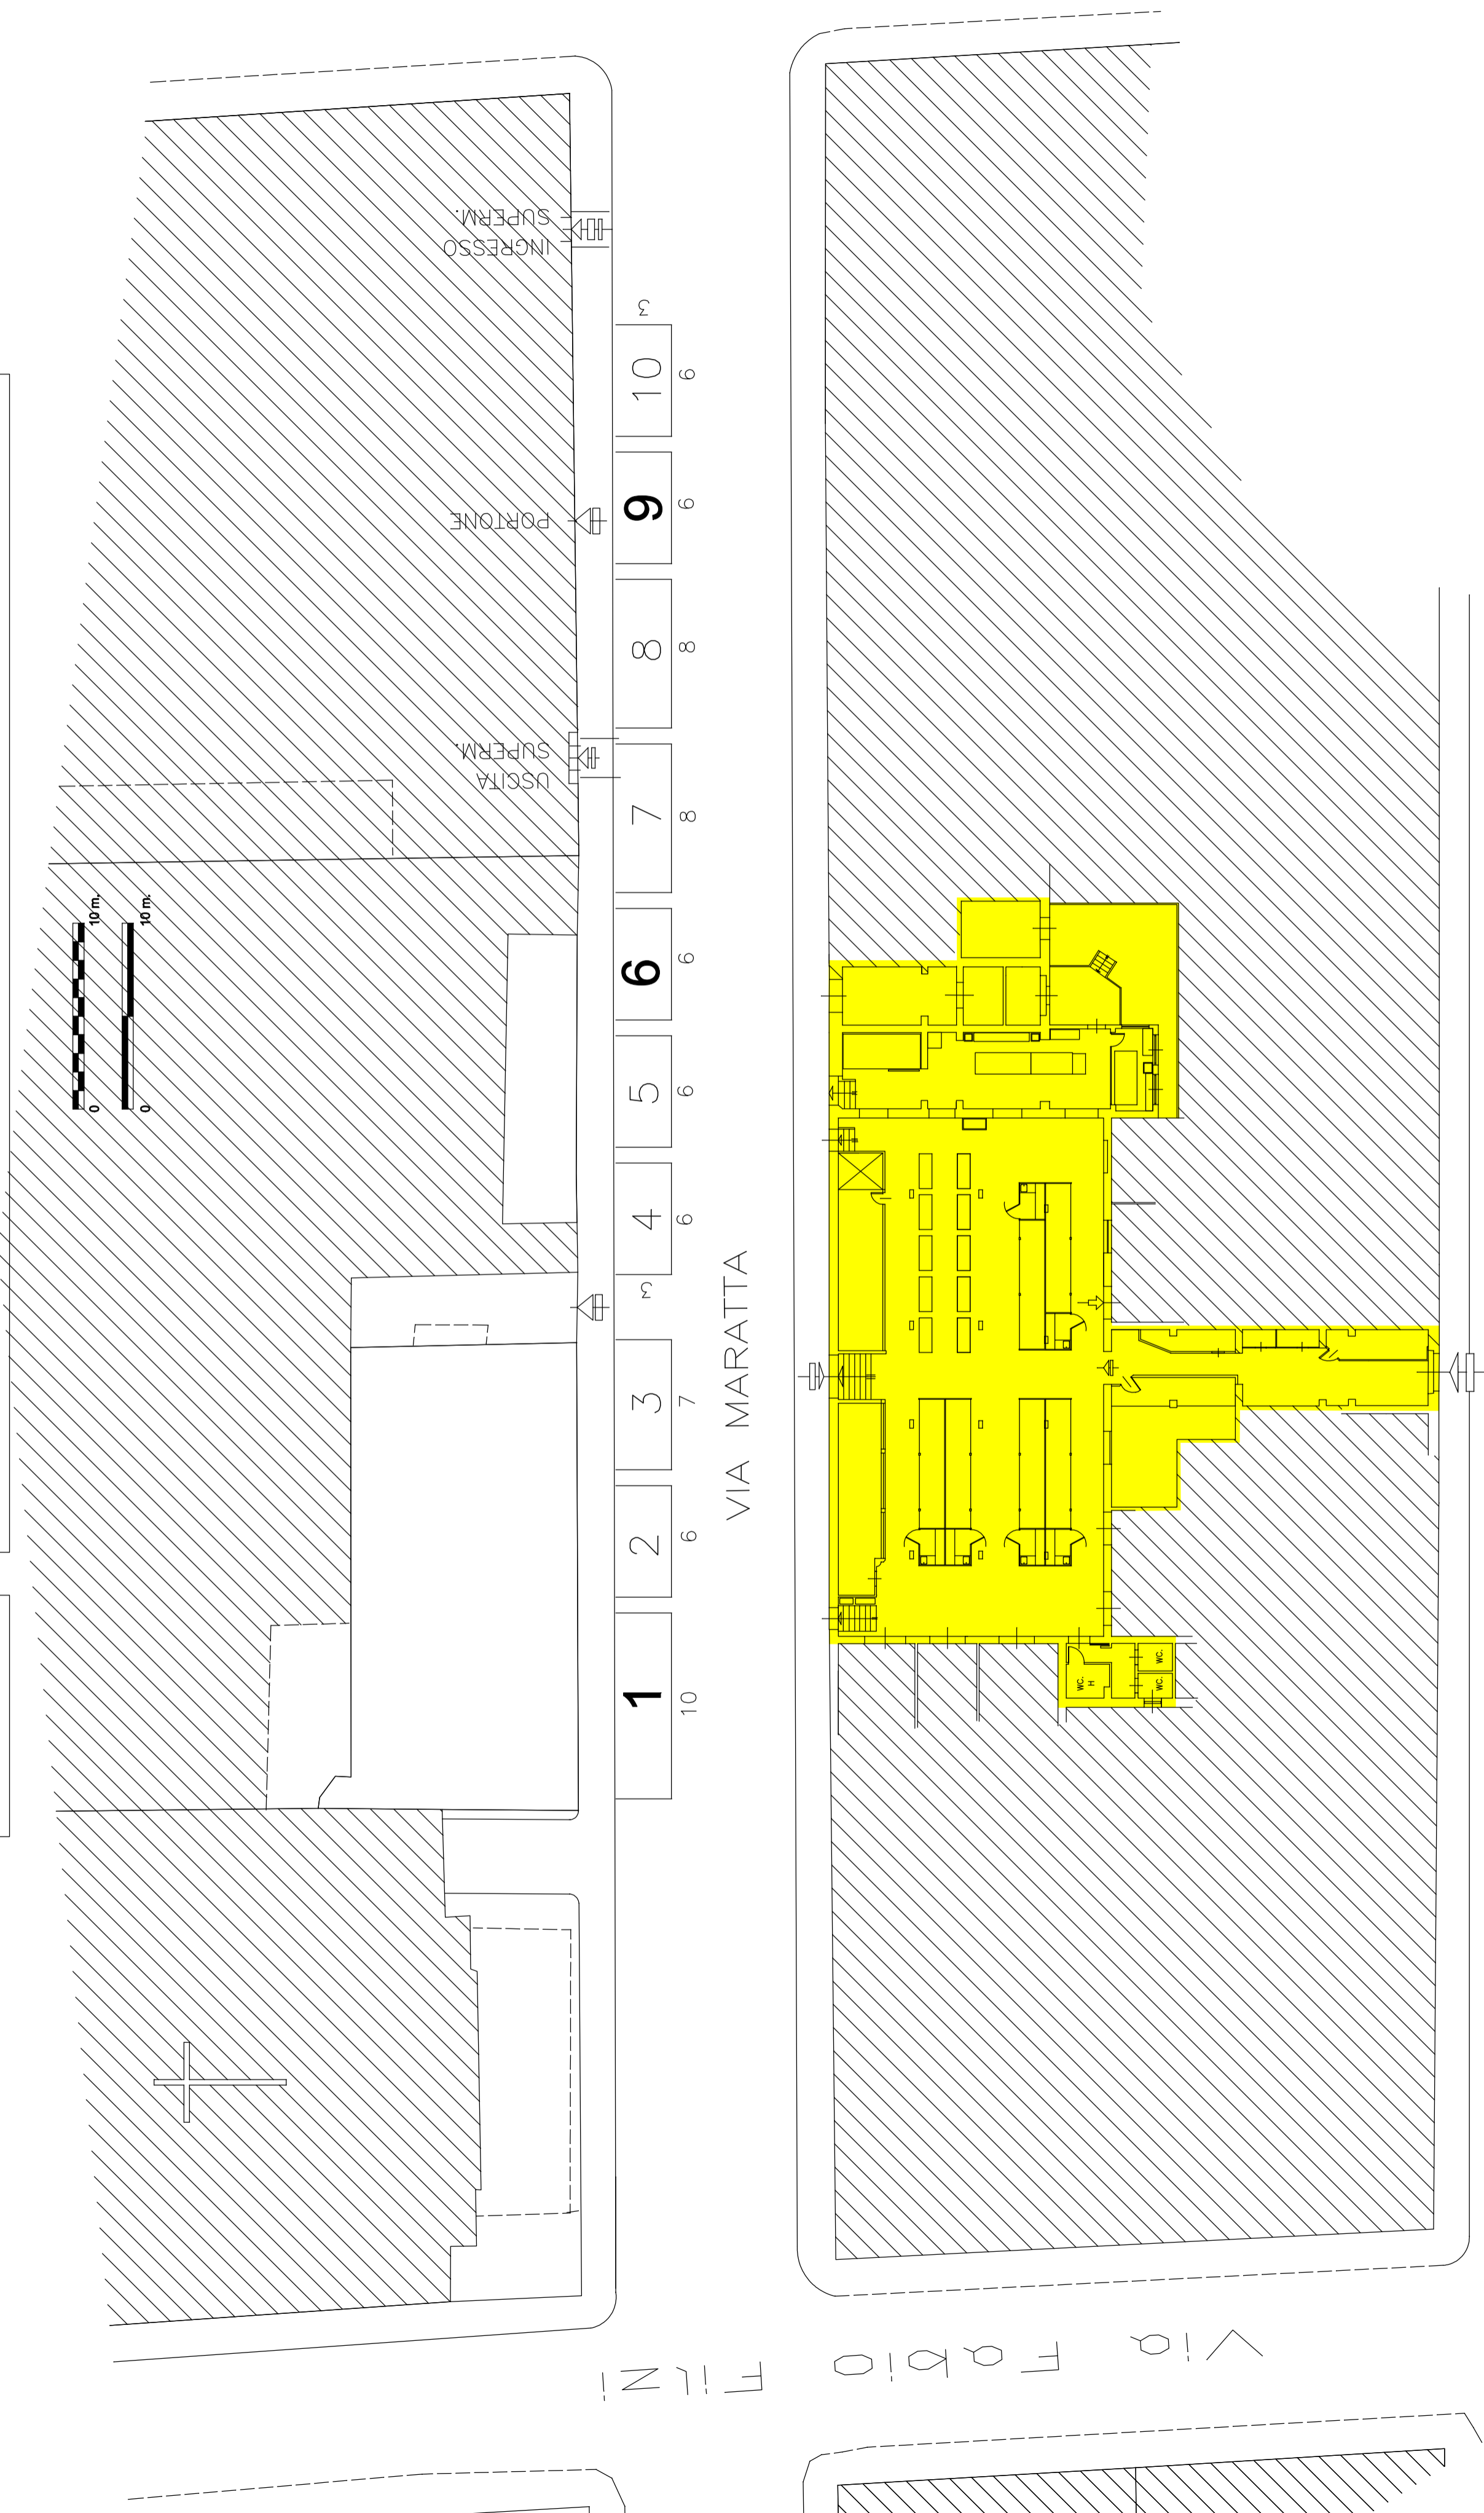 INGRESSO
SUPERM.
3
10
6
PORTONE
9
6
8
8
USCITA
SUPERM.
7
8
10 m.
0
10 m.
0
6
6
5
6
4
6
3
VIA MARATTA
3
7
2
6
1
10
WC.
H
WC.
WC.
Via Fabio Filzi